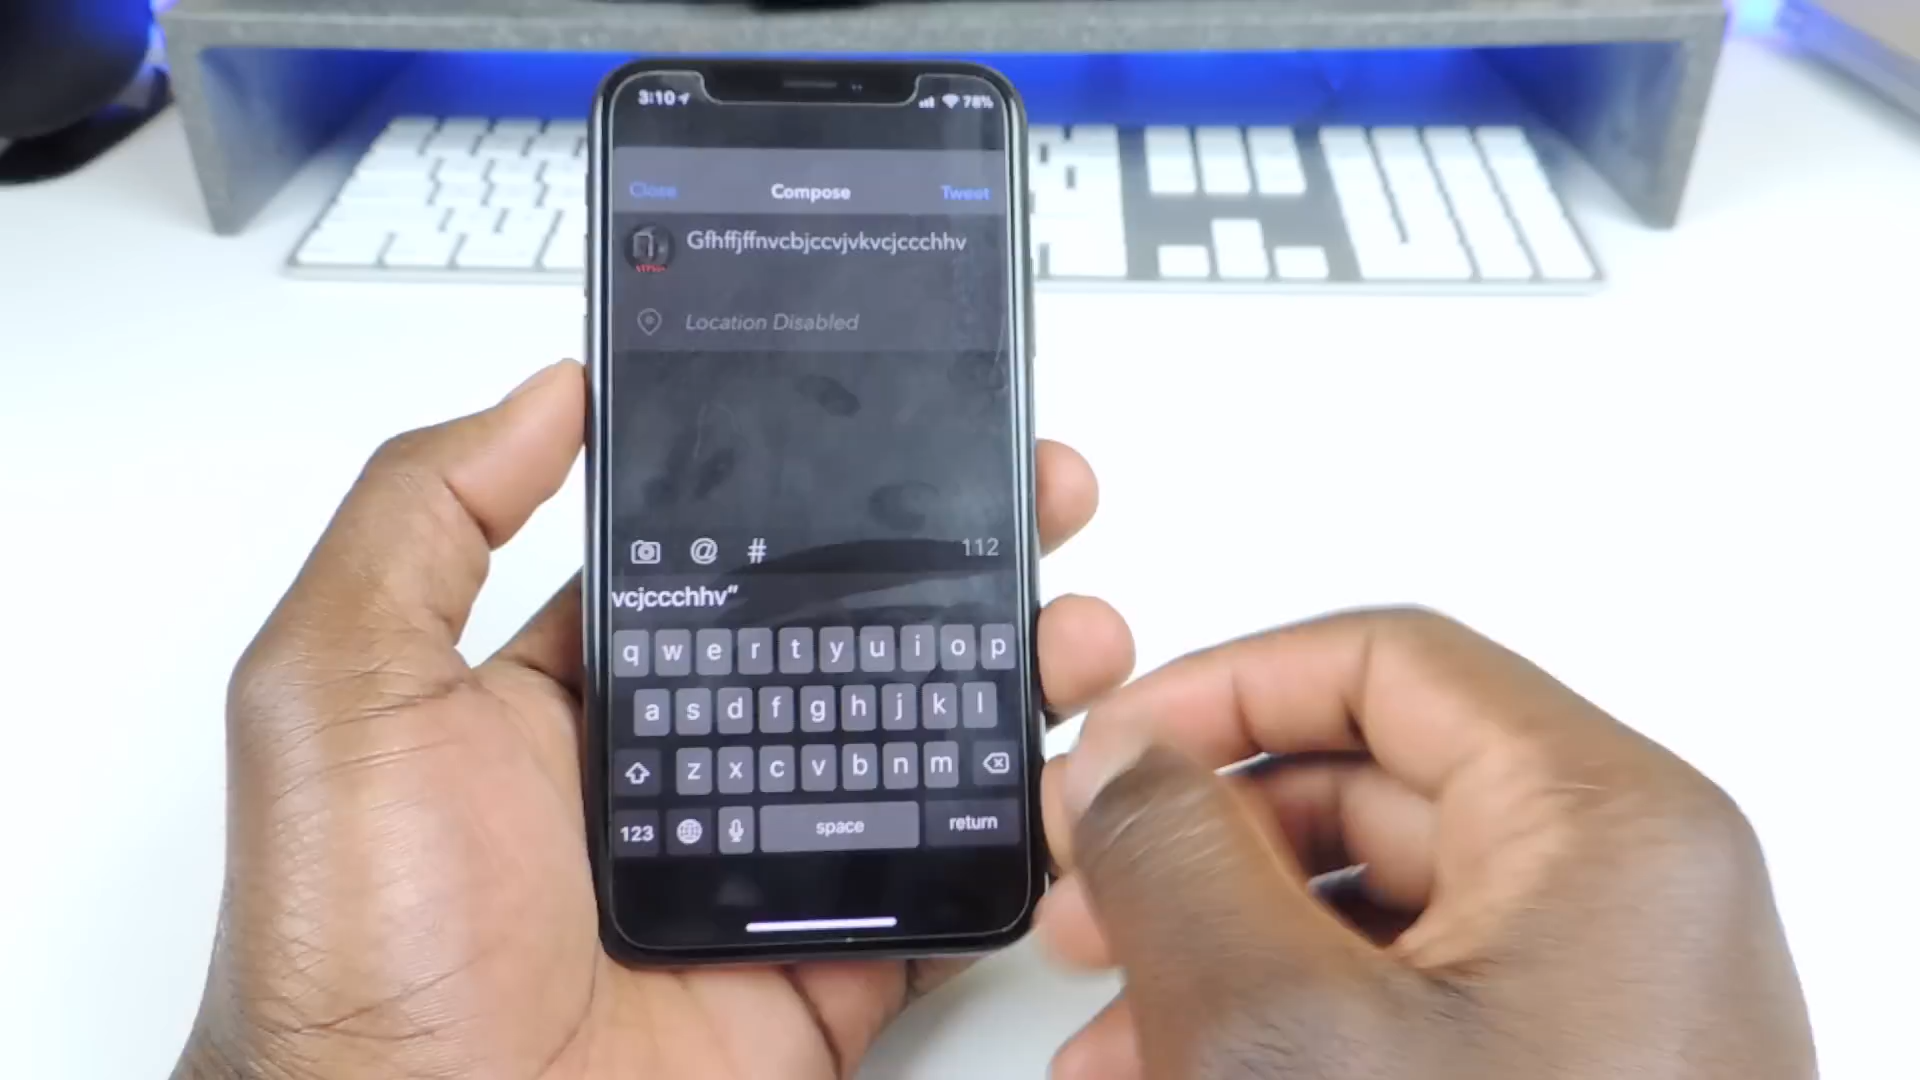 3:10
78%
Close Compose Tweet
Gfhffjffnvcbjccvjvkvcjccchhv
Location Disabled
@ # 112
vcjccchhv”
q w e r t y u i o p
a s d f g h j k l
z x c v b n m
123 space return